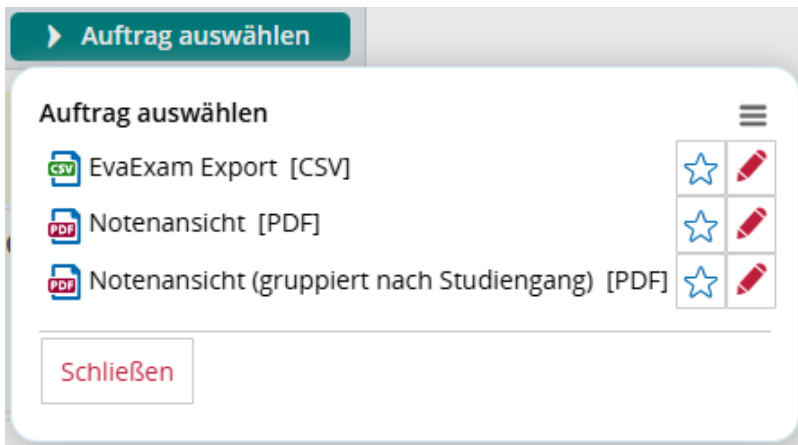 Auftrag auswählen
Auftrag auswählen
CSV EvaExam Export [CSV]
PDF Notenansicht [PDF]
PDF Notenansicht (gruppiert nach Studiengang) [PDF]
Schließen